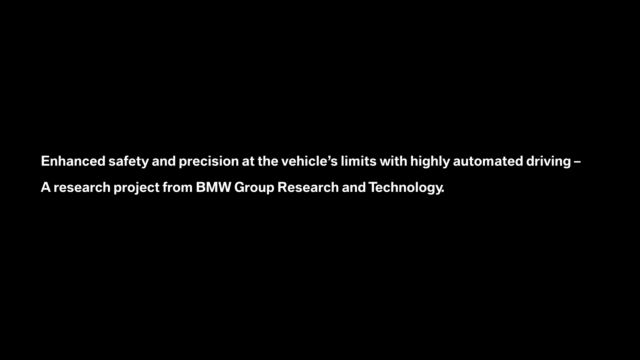 Enhanced safety and precision at the vehicle’s limits with highly automated driving –
A research project from BMW Group Research and Technology.